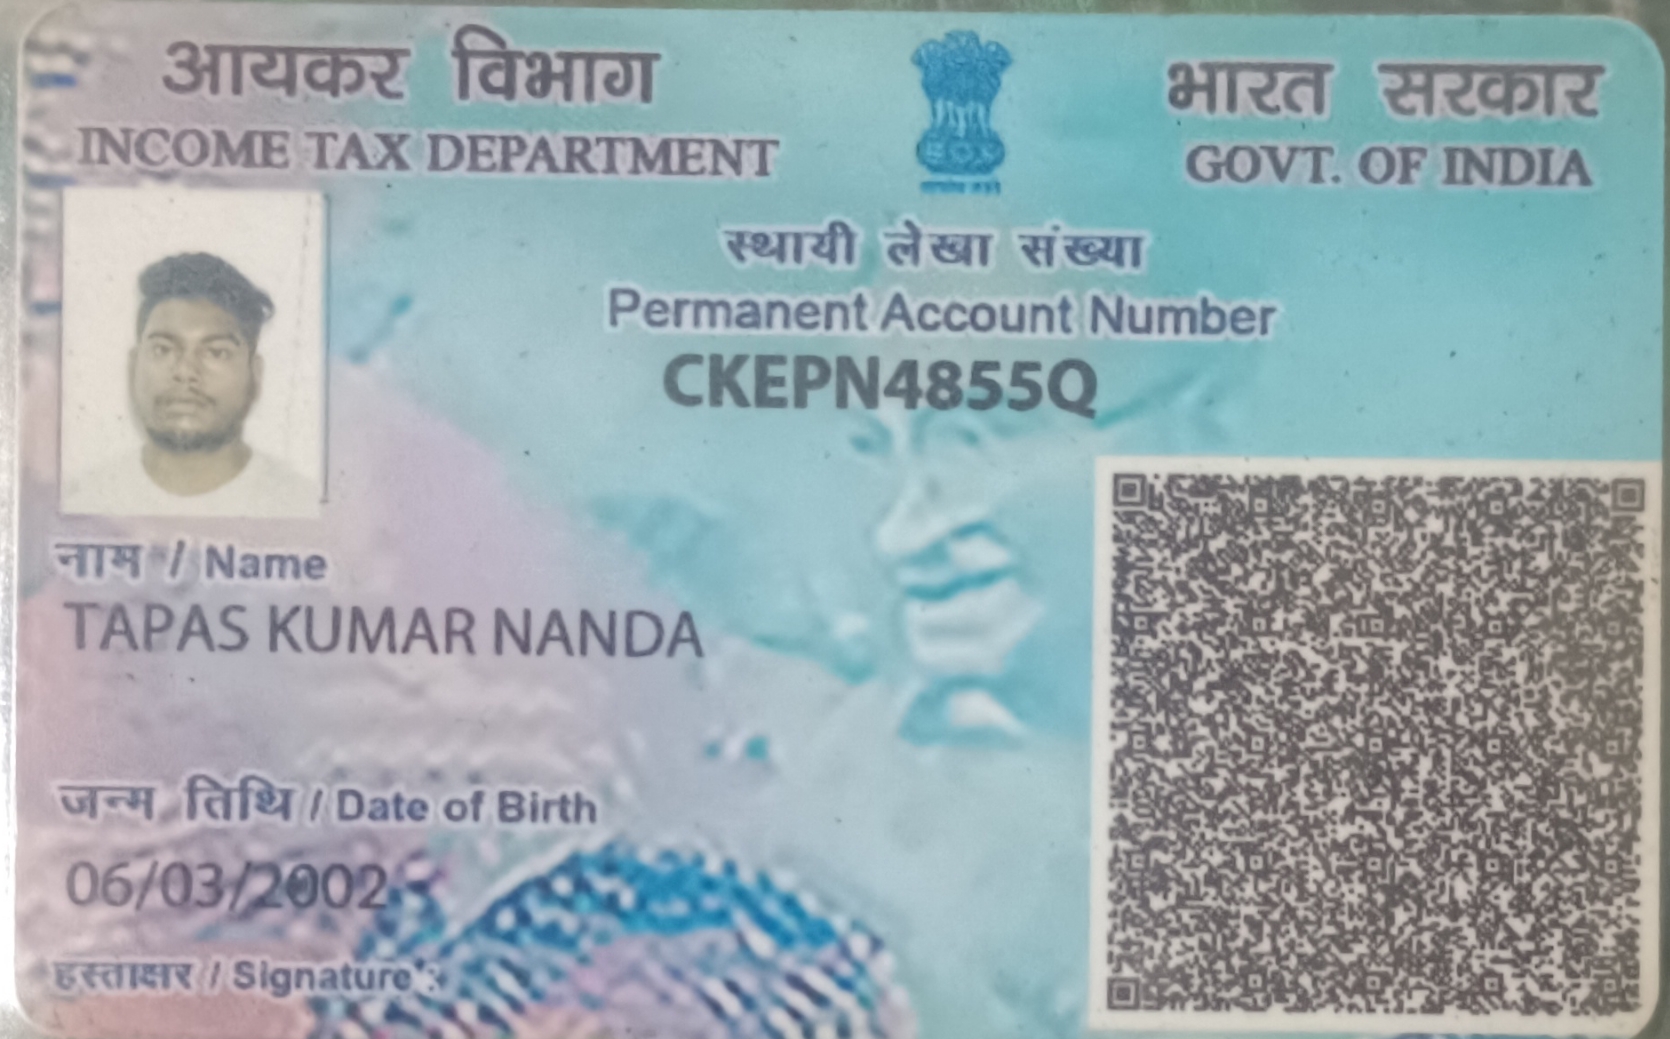 आयकर विभाग
INCOME TAX DEPARTMENT
भारत सरकार
GOVT. OF INDIA
स्थायी लेखा संख्या
Permanent Account Number
CKEPN4855Q
नाम / Name
TAPAS KUMAR NANDA
जन्म तिथि / Date of Birth
06/03/2002
हस्ताक्षर / Signature